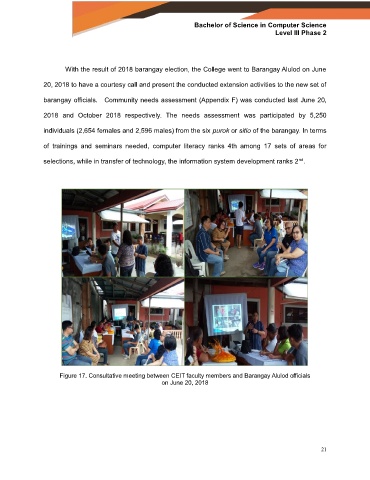 Bachelor of Science in Computer Science
Level III Phase 2
With the result of 2018 barangay election, the College went to Barangay Alulod on June
20, 2018 to have a courtesy call and present the conducted extension activities to the new set of
barangay officials. Community needs assessment (Appendix F) was conducted last June 20,
2018 and October 2018 respectively. The needs assessment was participated by 5,250
individuals (2,654 females and 2,596 males) from the six purok or sitio of the barangay. In terms
of trainings and seminars needed, computer literacy ranks 4th among 17 sets of areas for
selections, while in transfer of technology, the information system development ranks 2nd.
Figure 17. Consultative meeting between CEIT faculty members and Barangay Alulod officials
on June 20, 2018
21